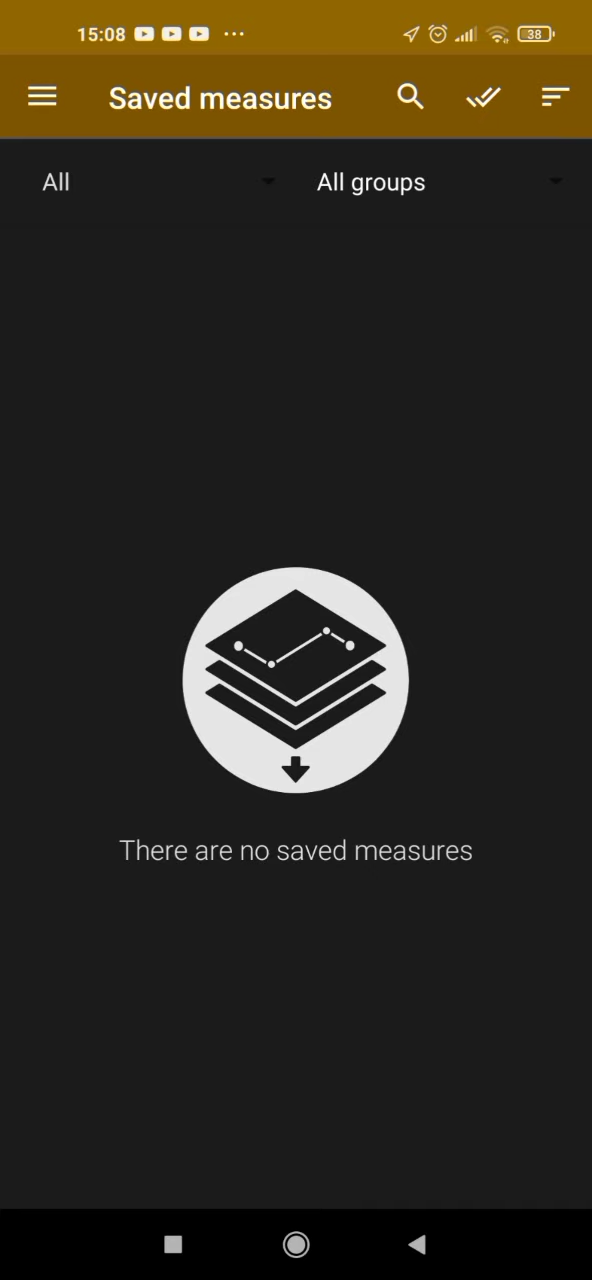 15:08
38
Saved measures
All
All groups
There are no saved measures